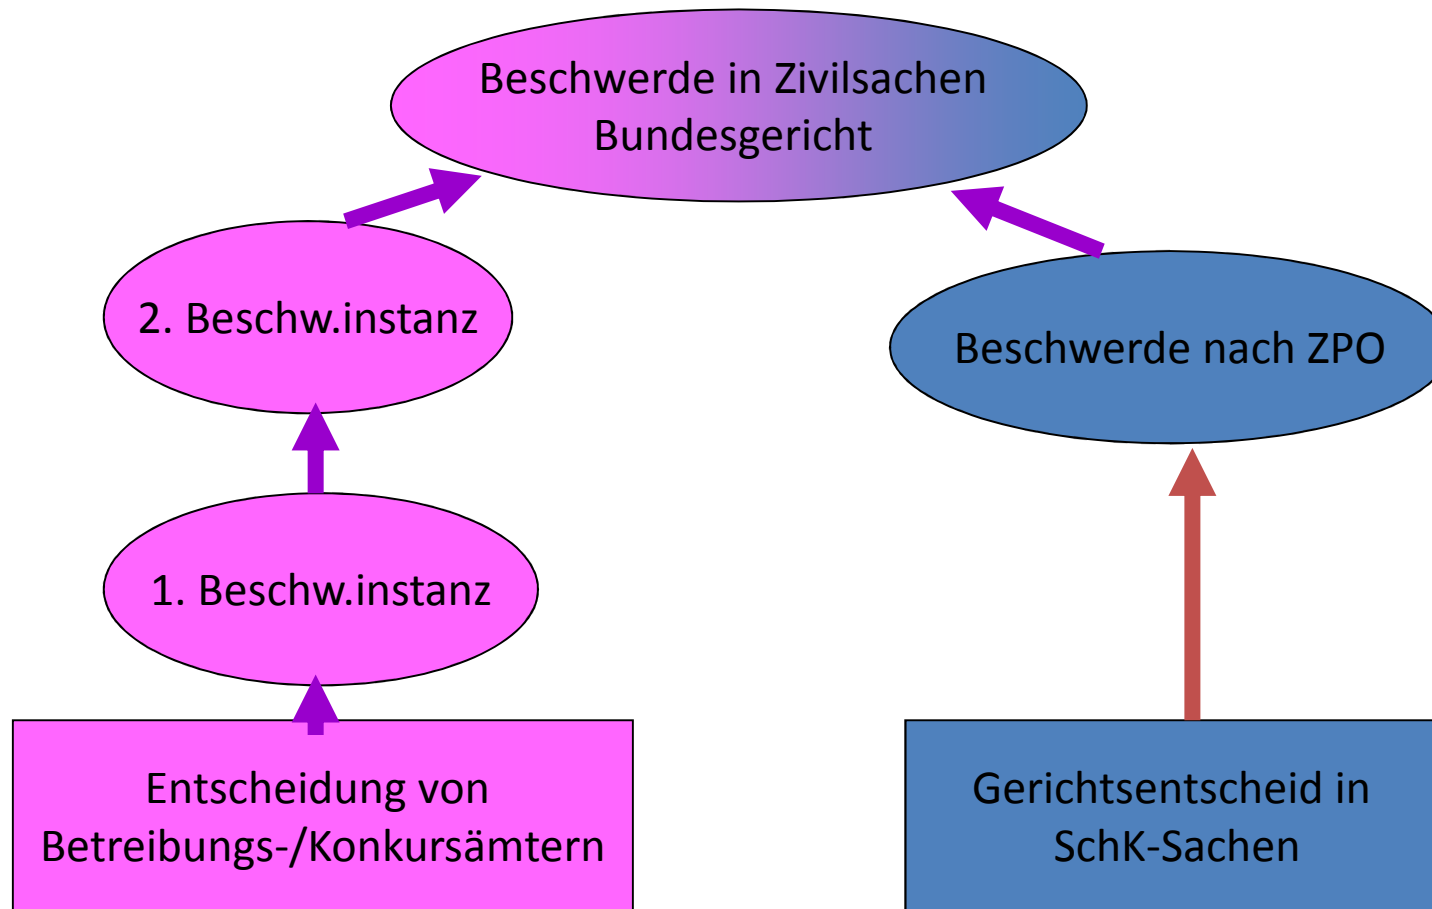 Beschwerde in Zivilsachen
Bundesgericht
2. Beschw.instanz
Beschwerde nach ZPO
1. Beschw.instanz
Entscheidung von
Betreibungs-/Konkursämtern
Gerichtsentscheid in
SchK-Sachen